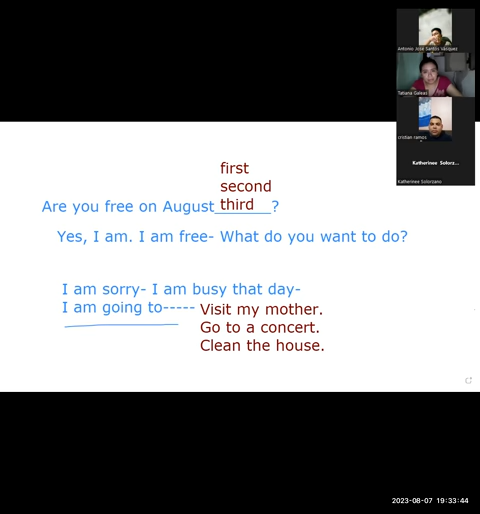 Antonio José Santos Vásquez
Tatiana Galeas
cristian ramos
Katherinee Solorz...
Katherinee Solorzano
first
second
third
Are you free on August______?
Yes, I am. I am free- What do you want to do?
I am sorry- I am busy that day-
I am going to----- Visit my mother.
Go to a concert.
Clean the house.
2023-08-07 19:33:44